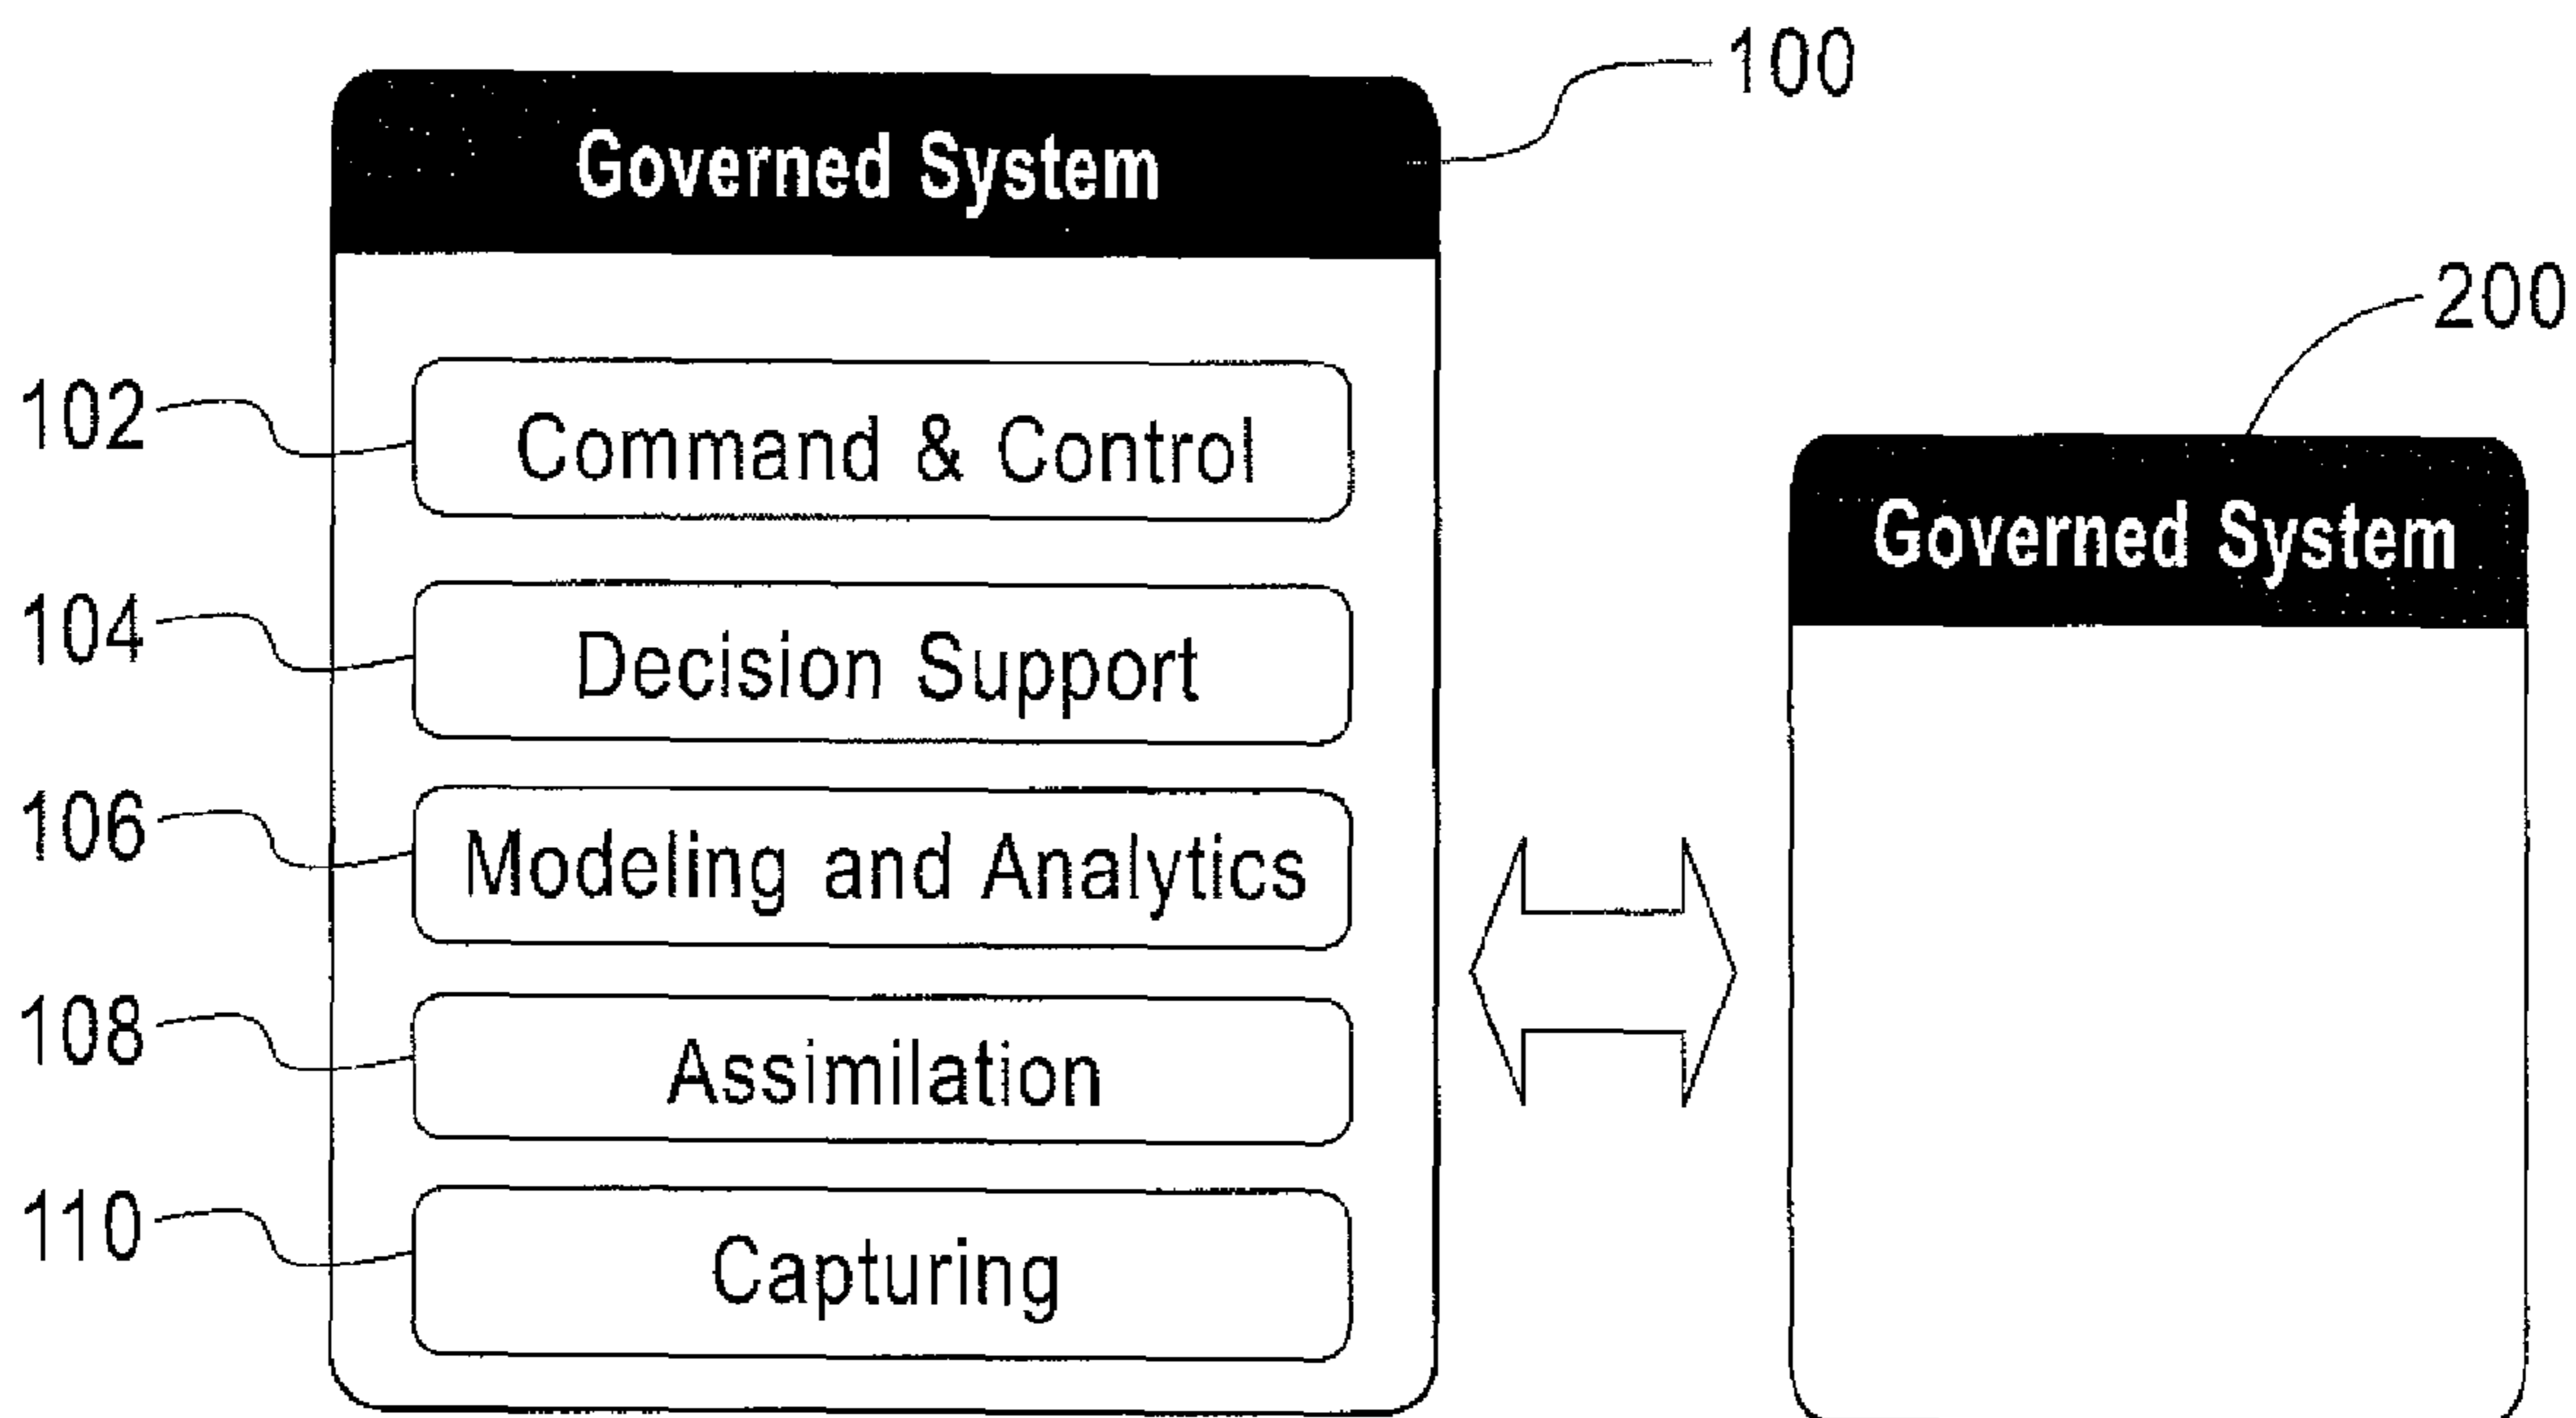 100
Governed System
200
102
Command & Control
Governed System
104
Decision Support
106
Modeling and Analytics
108
Assimilation
110
Capturing